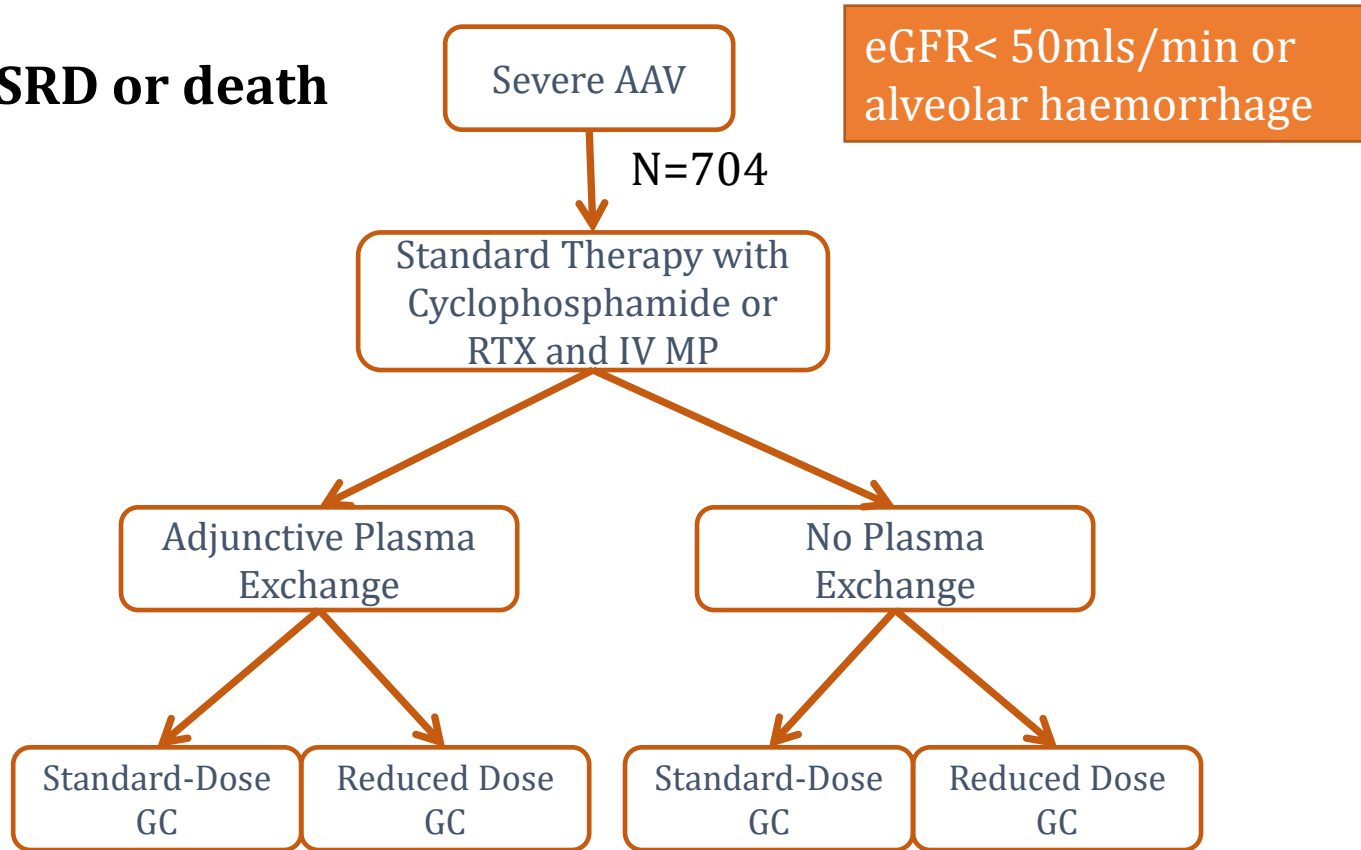 SRD or death
Severe AAV
eGFR< 50mls/min or
alveolar haemorrhage
N=704
Standard Therapy with
Cyclophosphamide or
RTX and IV MP
Adjunctive Plasma
Exchange
No Plasma
Exchange
Standard-Dose
GC
Reduced Dose
GC
Standard-Dose
GC
Reduced Dose
GC